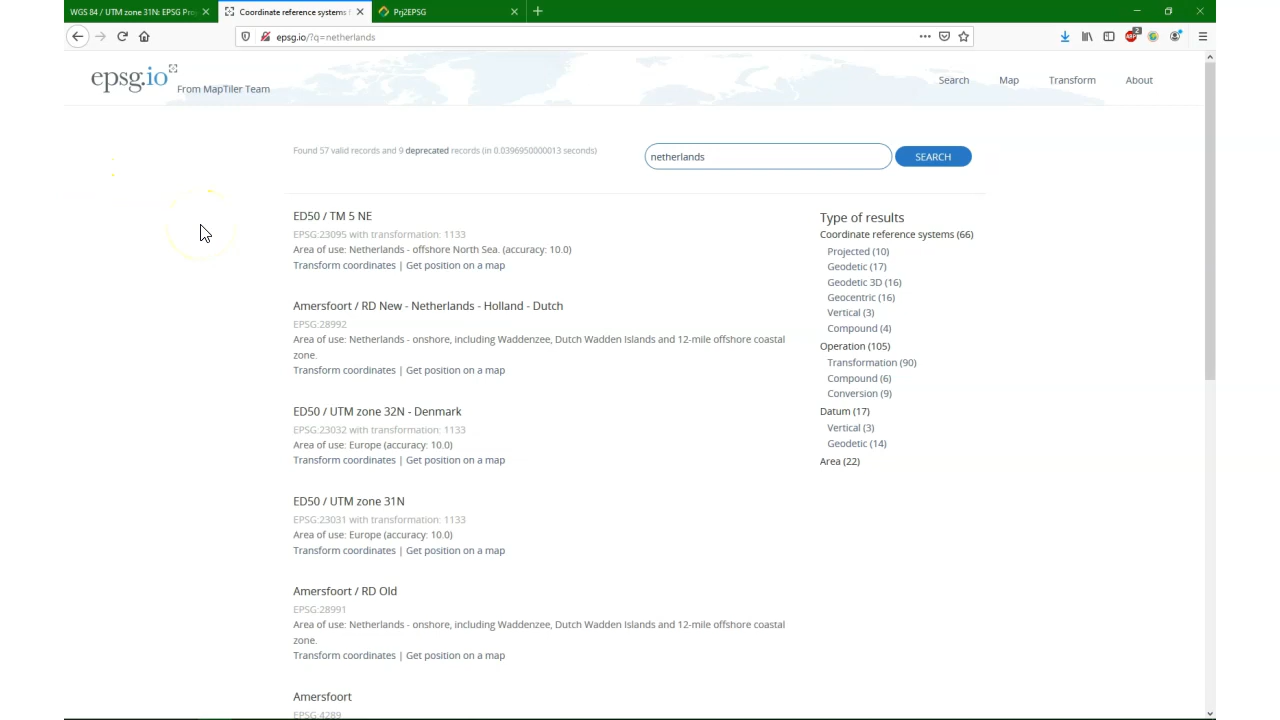 WGS 84 / UTM zone 31N: EPSG Pro
Coordinate reference systems
Prj2EPSG
epsg.io/?q=netherlands
2
epsg.io From MapTiler Team
Search Map Transform About
Found 57 valid records and 9 deprecated records (in 0.0396950000013 seconds)
netherlands
SEARCH
ED50 / TM 5 NE
EPSG:23095 with transformation: 1133
Area of use: Netherlands - offshore North Sea. (accuracy: 10.0)
Transform coordinates | Get position on a map
Amersfoort / RD New - Netherlands - Holland - Dutch
EPSG:28992
Area of use: Netherlands - onshore, including Waddenzee, Dutch Wadden Islands and 12-mile offshore coastal
zone.
Transform coordinates | Get position on a map
ED50 / UTM zone 32N - Denmark
EPSG:23032 with transformation: 1133
Area of use: Europe (accuracy: 10.0)
Transform coordinates | Get position on a map
ED50 / UTM zone 31N
EPSG:23031 with transformation: 1133
Area of use: Europe (accuracy: 10.0)
Transform coordinates | Get position on a map
Amersfoort / RD Old
EPSG:28991
Area of use: Netherlands - onshore, including Waddenzee, Dutch Wadden Islands and 12-mile offshore coastal
zone.
Transform coordinates | Get position on a map
Amersfoort
EPSG:4289
Type of results
Coordinate reference systems (66)
Projected (10)
Geodetic (17)
Geodetic 3D (16)
Geocentric (16)
Vertical (3)
Compound (4)
Operation (105)
Transformation (90)
Compound (6)
Conversion (9)
Datum (17)
Vertical (3)
Geodetic (14)
Area (22)